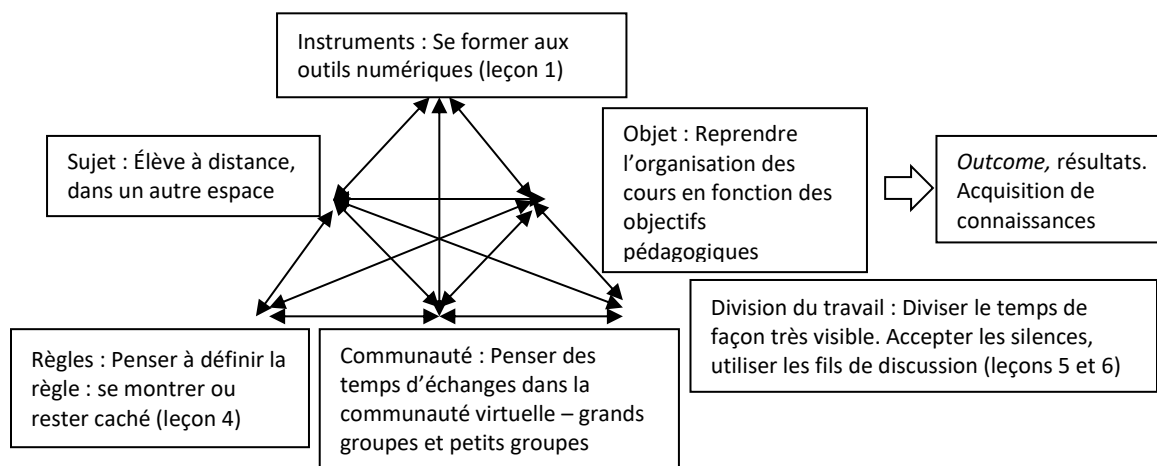 Instruments : Se former aux
outils numériques (leçon 1)
Sujet : Élève à distance,
dans un autre espace
Objet : Reprendre
l’organisation des
cours en fonction des
objectifs
pédagogiques
Outcome, résultats.
Acquisition de
connaissances
Règles : Penser à définir la
règle : se montrer ou
rester caché (leçon 4)
Communauté : Penser des
temps d’échanges dans la
communauté virtuelle – grands
groupes et petits groupes
Division du travail : Diviser le temps de
façon très visible. Accepter les silences,
utiliser les fils de discussion (leçons 5 et 6)